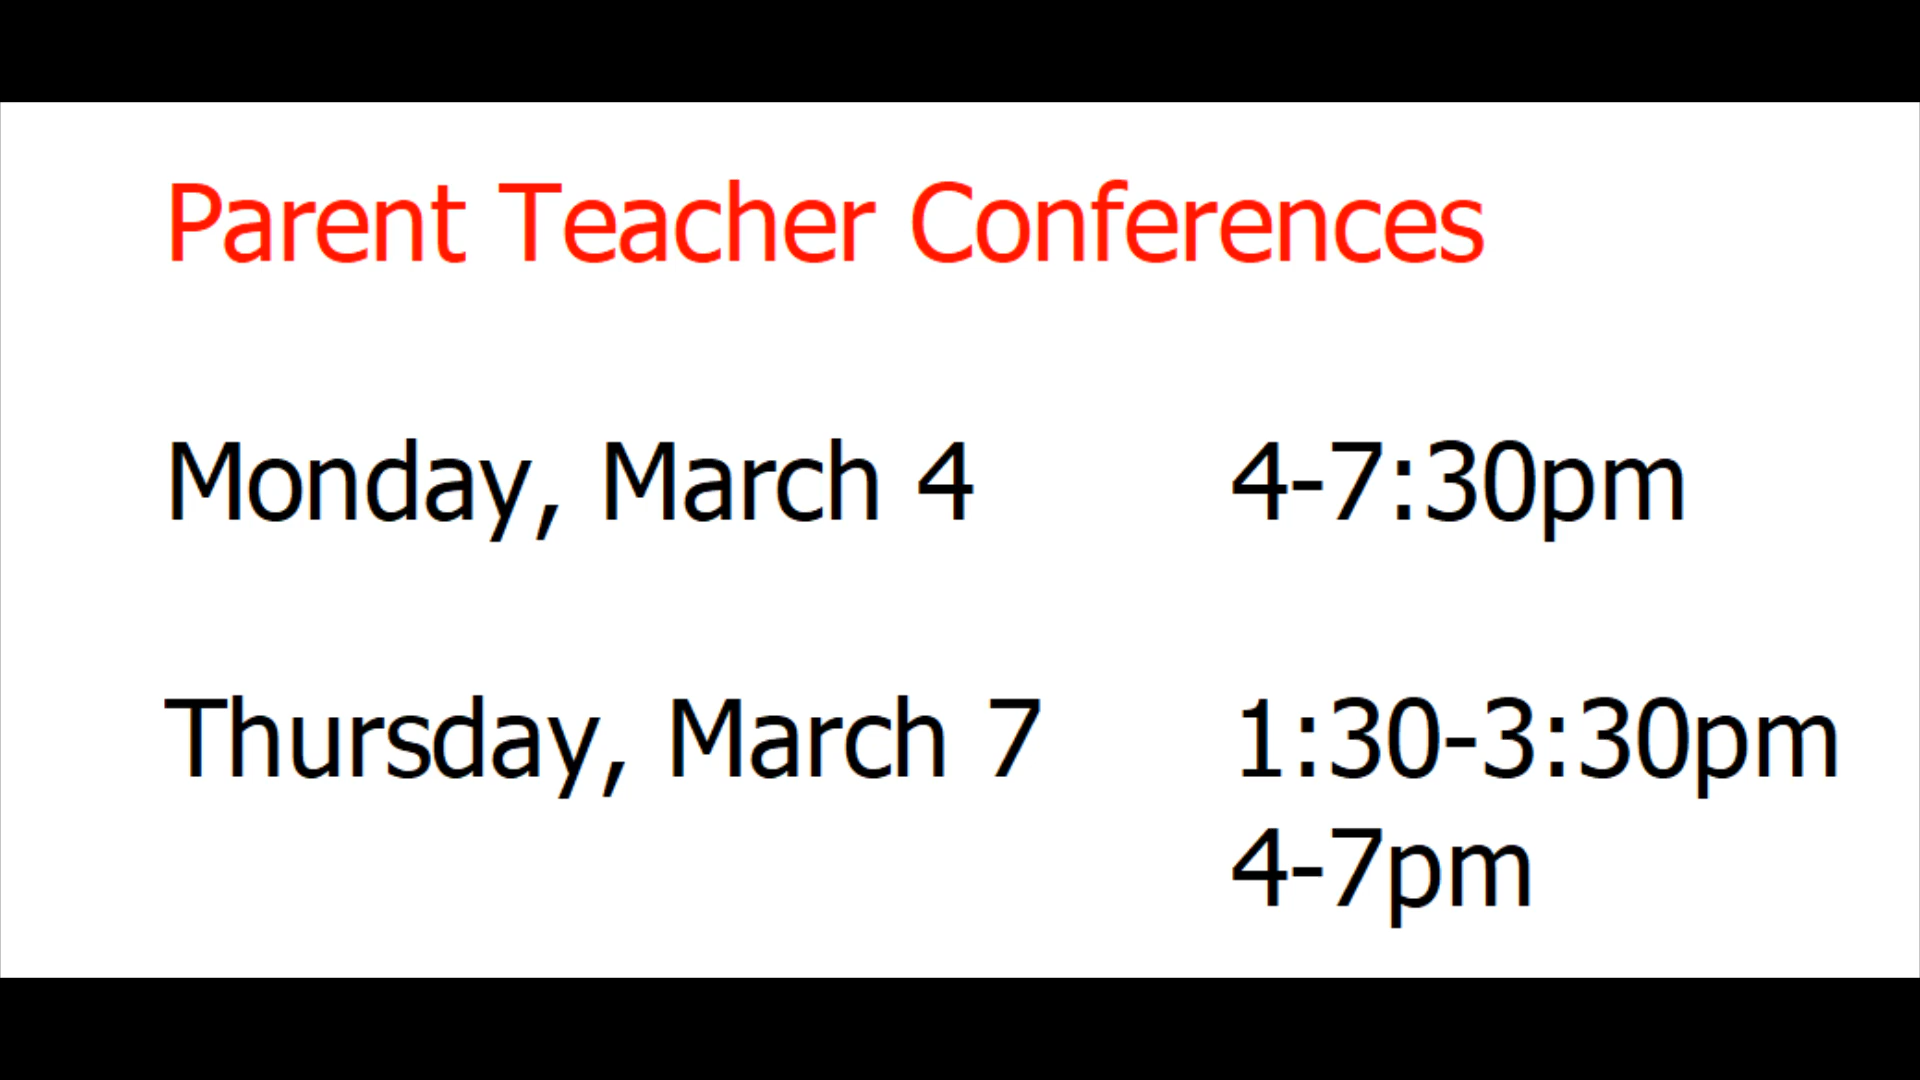 Parent Teacher Conferences
Monday, March 4 4-7:30pm
Thursday, March 7 1:30-3:30pm
4-7pm